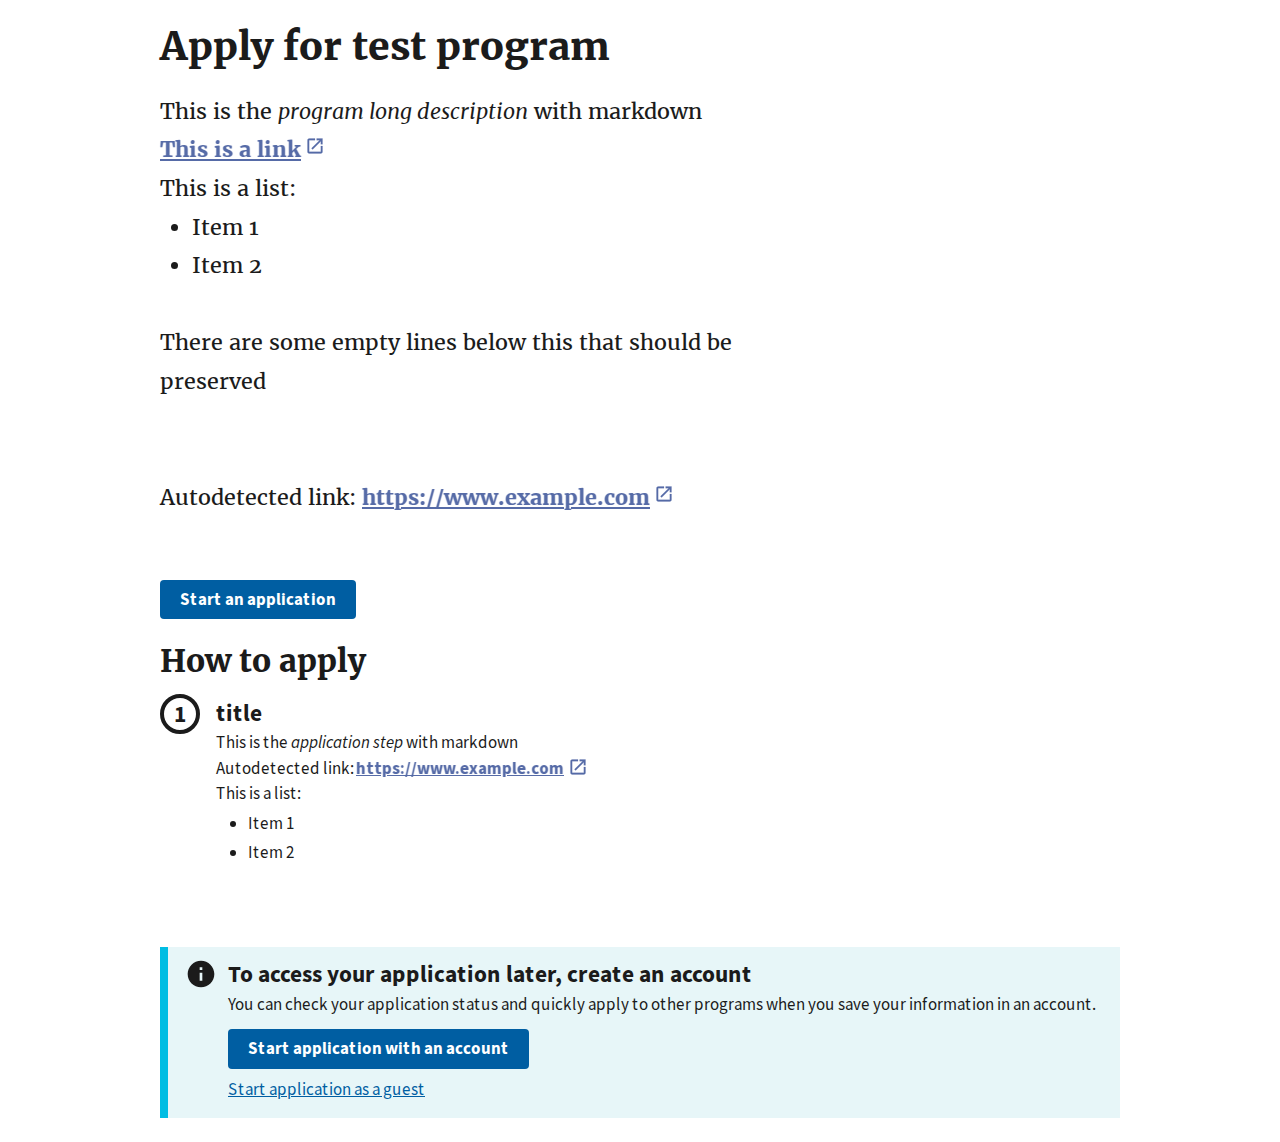 Apply for test program
This is the program long description with markdown
This is a link
This is a list:
• Item 1
• Item 2
There are some empty lines below this that should be
preserved
Autodetected link: https://www.example.com
Start an application
How to apply
1 title
This is the application step with markdown
Autodetected link: https://www.example.com
This is a list:
• Item 1
• Item 2
To access your application later, create an account
You can check your application status and quickly apply to other programs when you save your information in an account.
Start application with an account
Start application as a guest